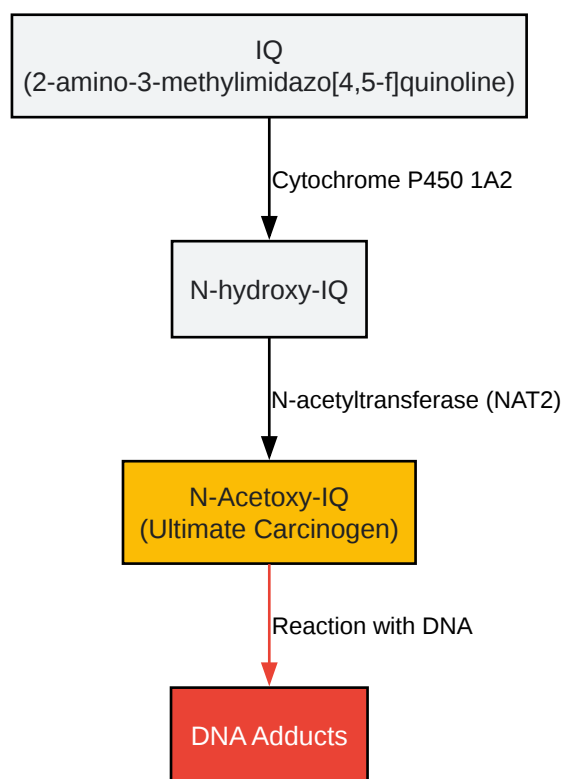 IQ
(2-amino-3-methylimidazo[4,5-f]quinoline)
Cytochrome P450 1A2
N-hydroxy-IQ
N-acetyltransferase (NAT2)
N-Acetoxy-IQ
(Ultimate Carcinogen)
Reaction with DNA
DNA Adducts